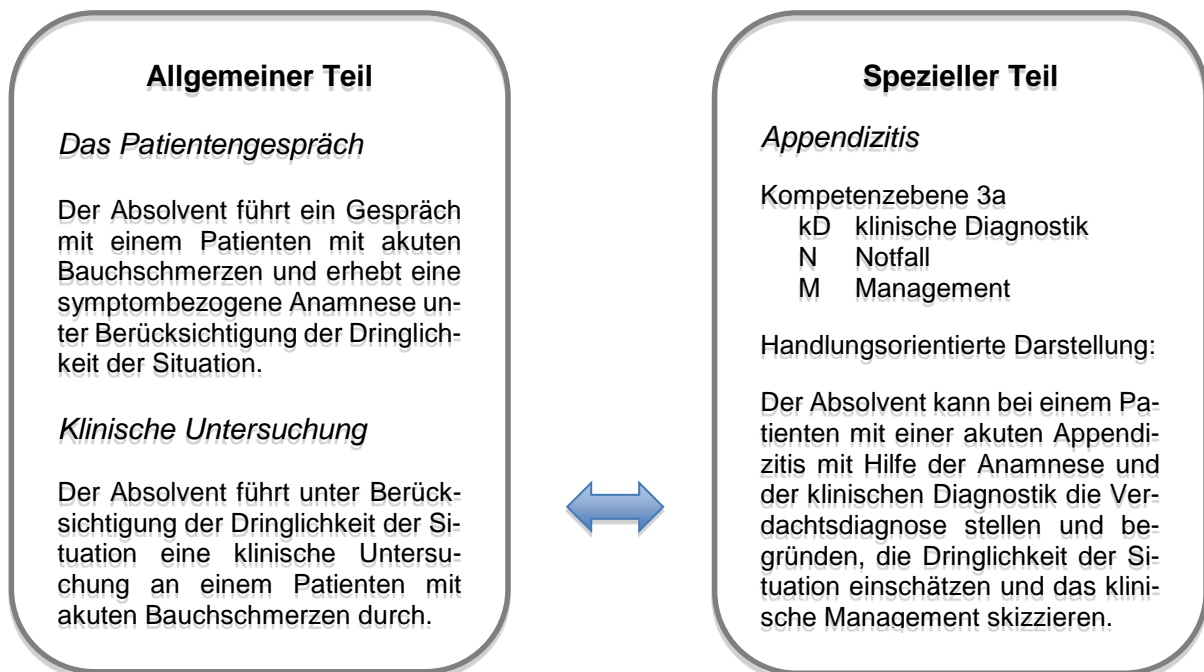 Allgemeiner Teil
Das Patientengespräch
Der Absolvent führt ein Gespräch
mit einem Patienten mit akuten
Bauchschmerzen und erhebt eine
symptombezogene Anamnese un-
ter Berücksichtigung der Dringlich-
keit der Situation.
Klinische Untersuchung
Der Absolvent führt unter Berück-
sichtigung der Dringlichkeit der Si-
tuation eine klinische Untersu-
chung an einem Patienten mit
akuten Bauchschmerzen durch.
Spezieller Teil
Appendizitis
Kompetenzebene 3a
kD klinische Diagnostik
N Notfall
M Management
Handlungsorientierte Darstellung:
Der Absolvent kann bei einem Pa-
tienten mit einer akuten Appendi-
zitis mit Hilfe der Anamnese und
der klinischen Diagnostik die Ver-
dachtsdiagnose stellen und be-
gründen, die Dringlichkeit der Si-
tuation einschätzen und das klini-
sche Management skizzieren.